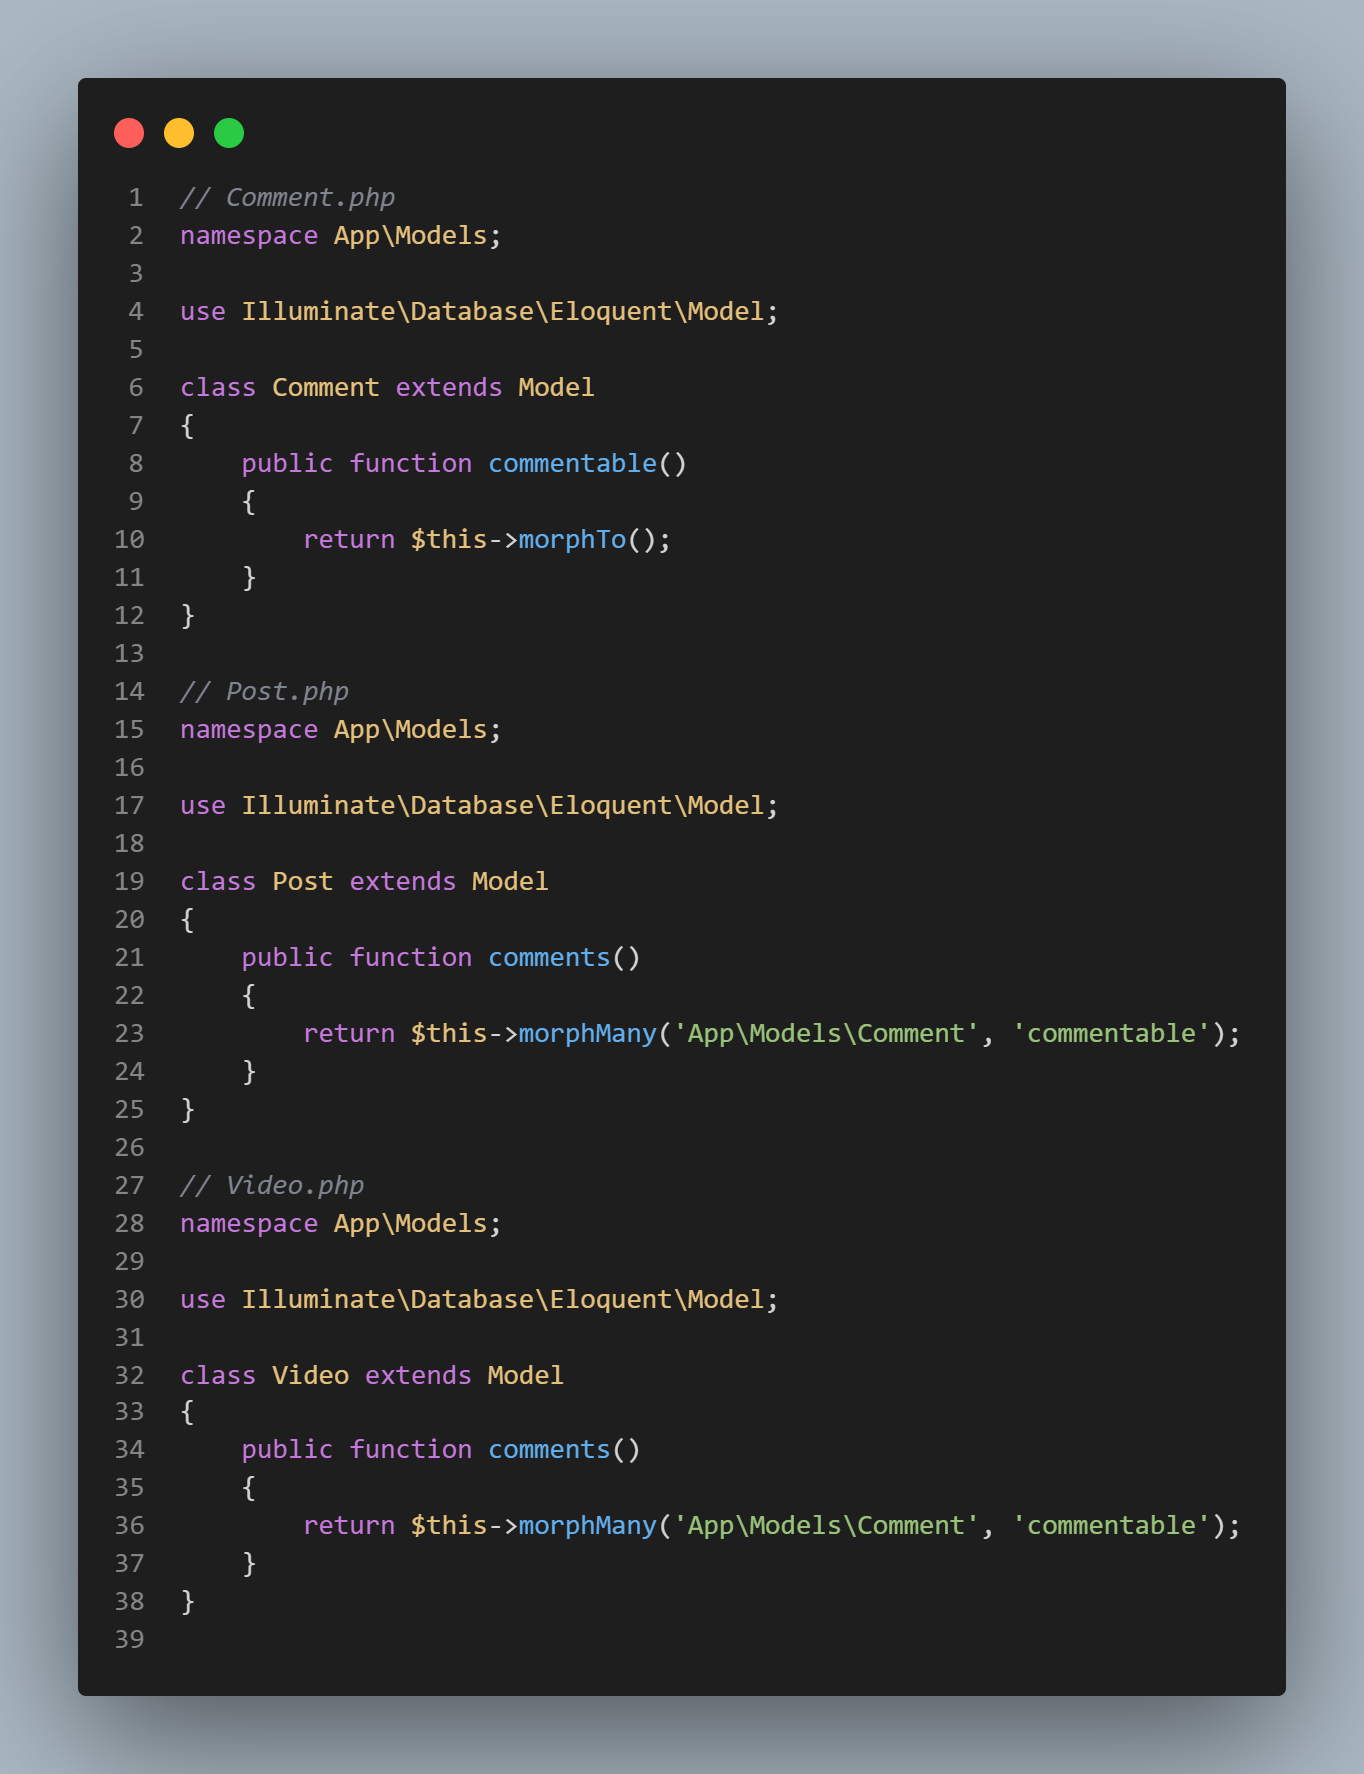 1 // Comment.php
2 namespace App\Models;
3
4 use Illuminate\Database\Eloquent\Model;
5
6 class Comment extends Model
7 {
8     public function commentable()
9     {
10         return $this->morphTo();
11     }
12 }
13
14 // Post.php
15 namespace App\Models;
16
17 use Illuminate\Database\Eloquent\Model;
18
19 class Post extends Model
20 {
21     public function comments()
22     {
23         return $this->morphMany('App\Models\Comment', 'commentable');
24     }
25 }
26
27 // Video.php
28 namespace App\Models;
29
30 use Illuminate\Database\Eloquent\Model;
31
32 class Video extends Model
33 {
34     public function comments()
35     {
36         return $this->morphMany('App\Models\Comment', 'commentable');
37     }
38 }
39